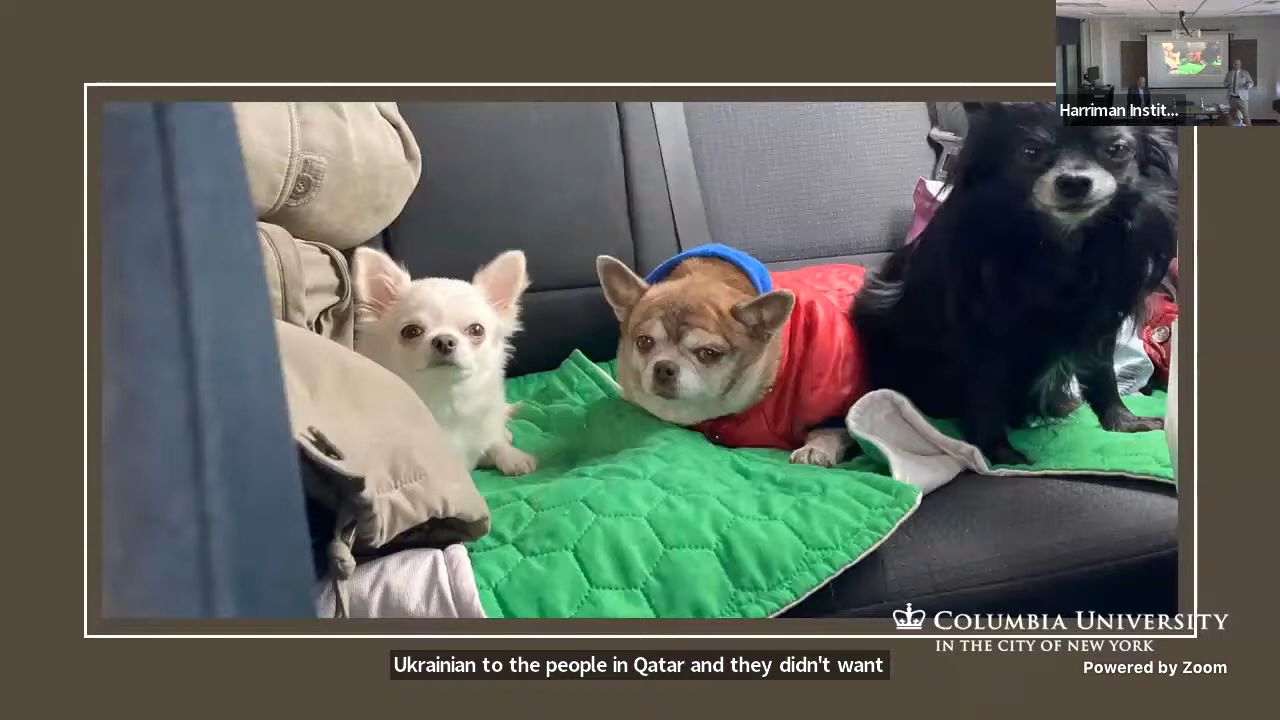 Harriman Instit...
COLUMBIA UNIVERSITY
IN THE CITY OF NEW YORK
Ukrainian to the people in Qatar and they didn't want
Powered by Zoom